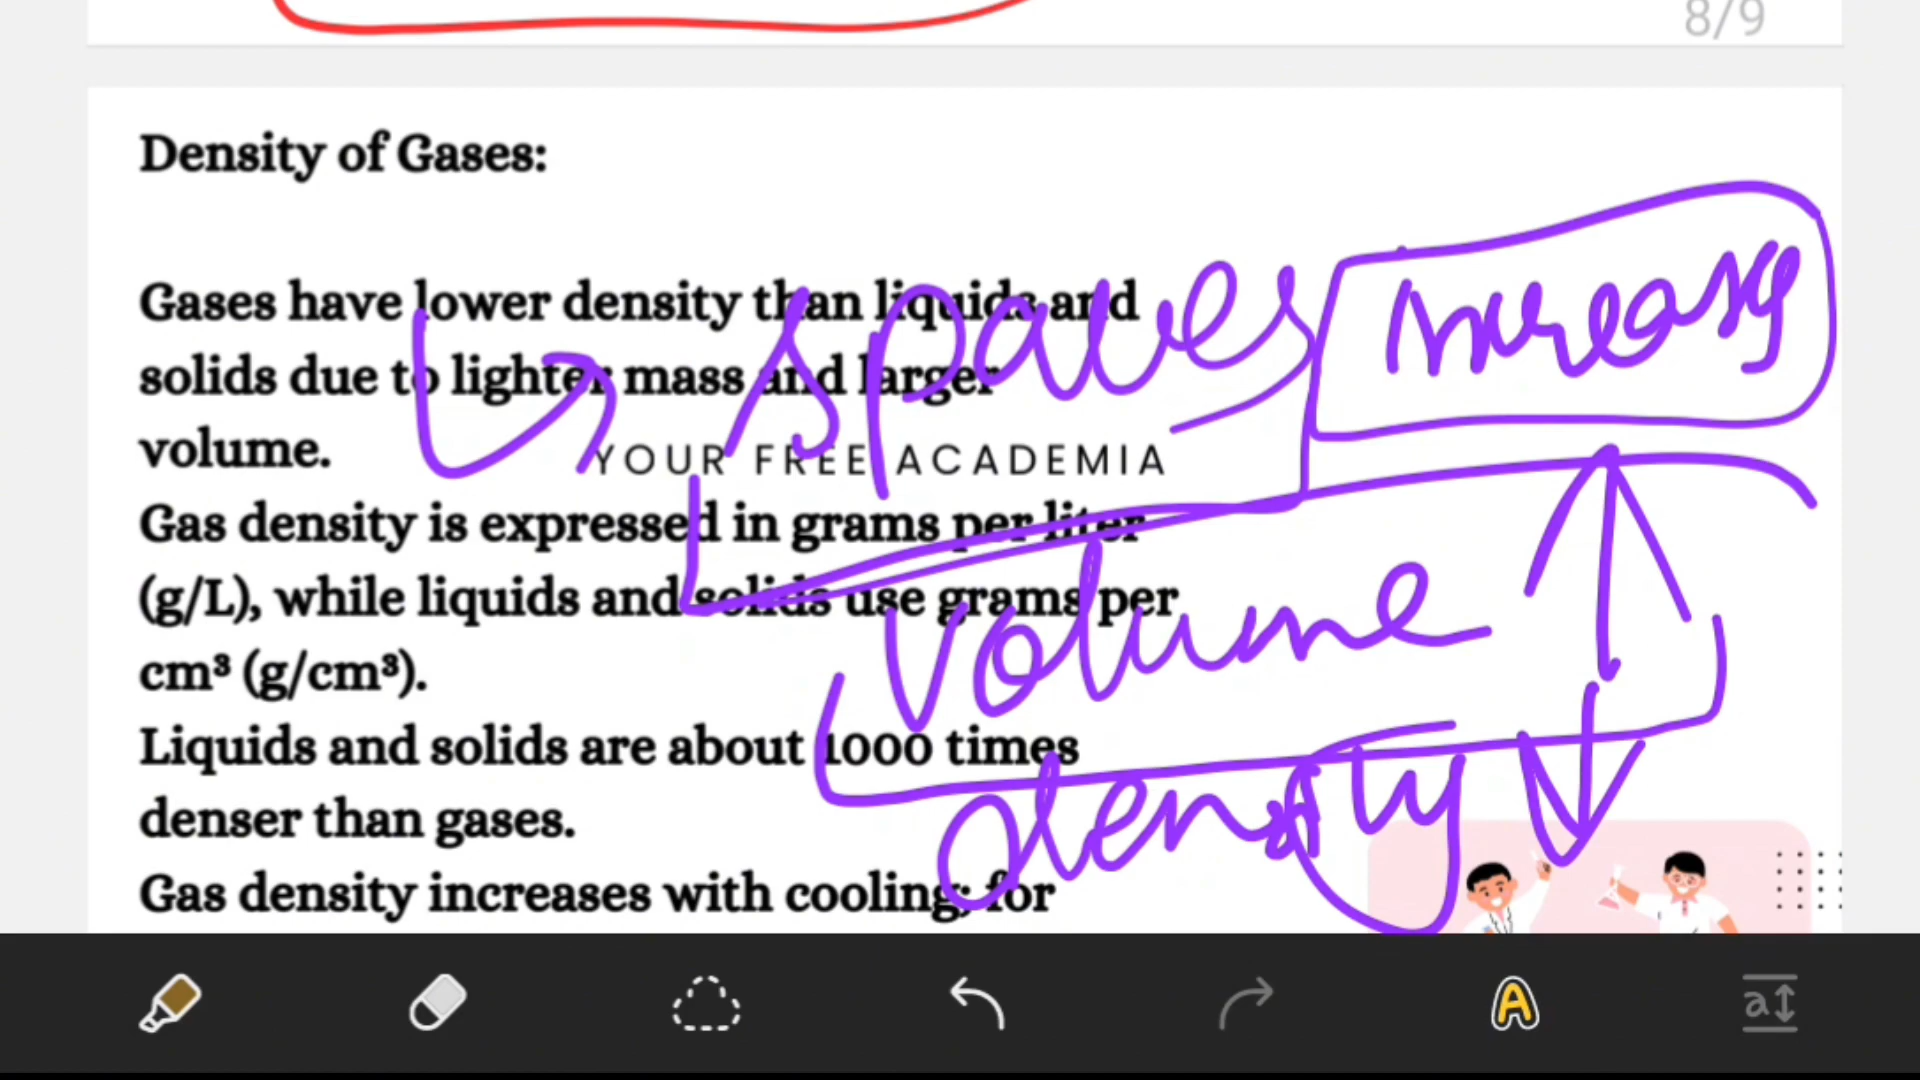 8/9
Density of Gases:
Gases have lower density than liquids and
solids due to lighter mass and larger
volume.
YOUR FREE ACADEMIA
Gas density is expressed in grams per liter
(g/L), while liquids and solids use grams per
cm³ (g/cm³).
Liquids and solids are about 1000 times
denser than gases.
Gas density increases with cooling; for
spaces
increase
volume
density
A
a